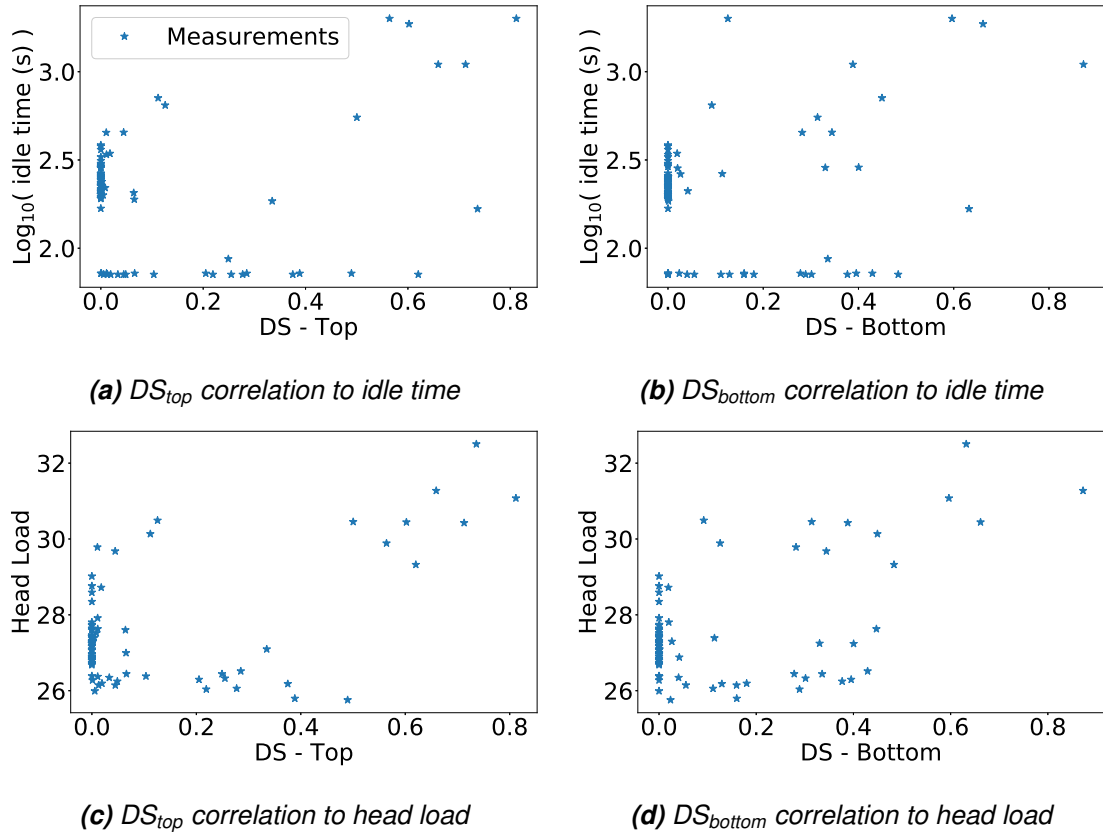 Measurements
Log₁₀( idle time (s) )
3.0
2.5
2.0
0.0 0.2 0.4 0.6 0.8
DS - Top
(a) DS_top correlation to idle time
Log₁₀( idle time (s) )
3.0
2.5
2.0
0.0 0.2 0.4 0.6 0.8
DS - Bottom
(b) DS_bottom correlation to idle time
Head Load
32
30
28
26
0.0 0.2 0.4 0.6 0.8
DS - Top
(c) DS_top correlation to head load
Head Load
32
30
28
26
0.0 0.2 0.4 0.6 0.8
DS - Bottom
(d) DS_bottom correlation to head load